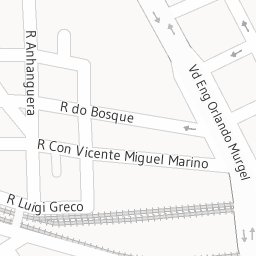 R Anhanguera
Vd Eng Orlando Murgel
R do Bosque
R Con Vicente Miguel Marino
R Luigi Greco